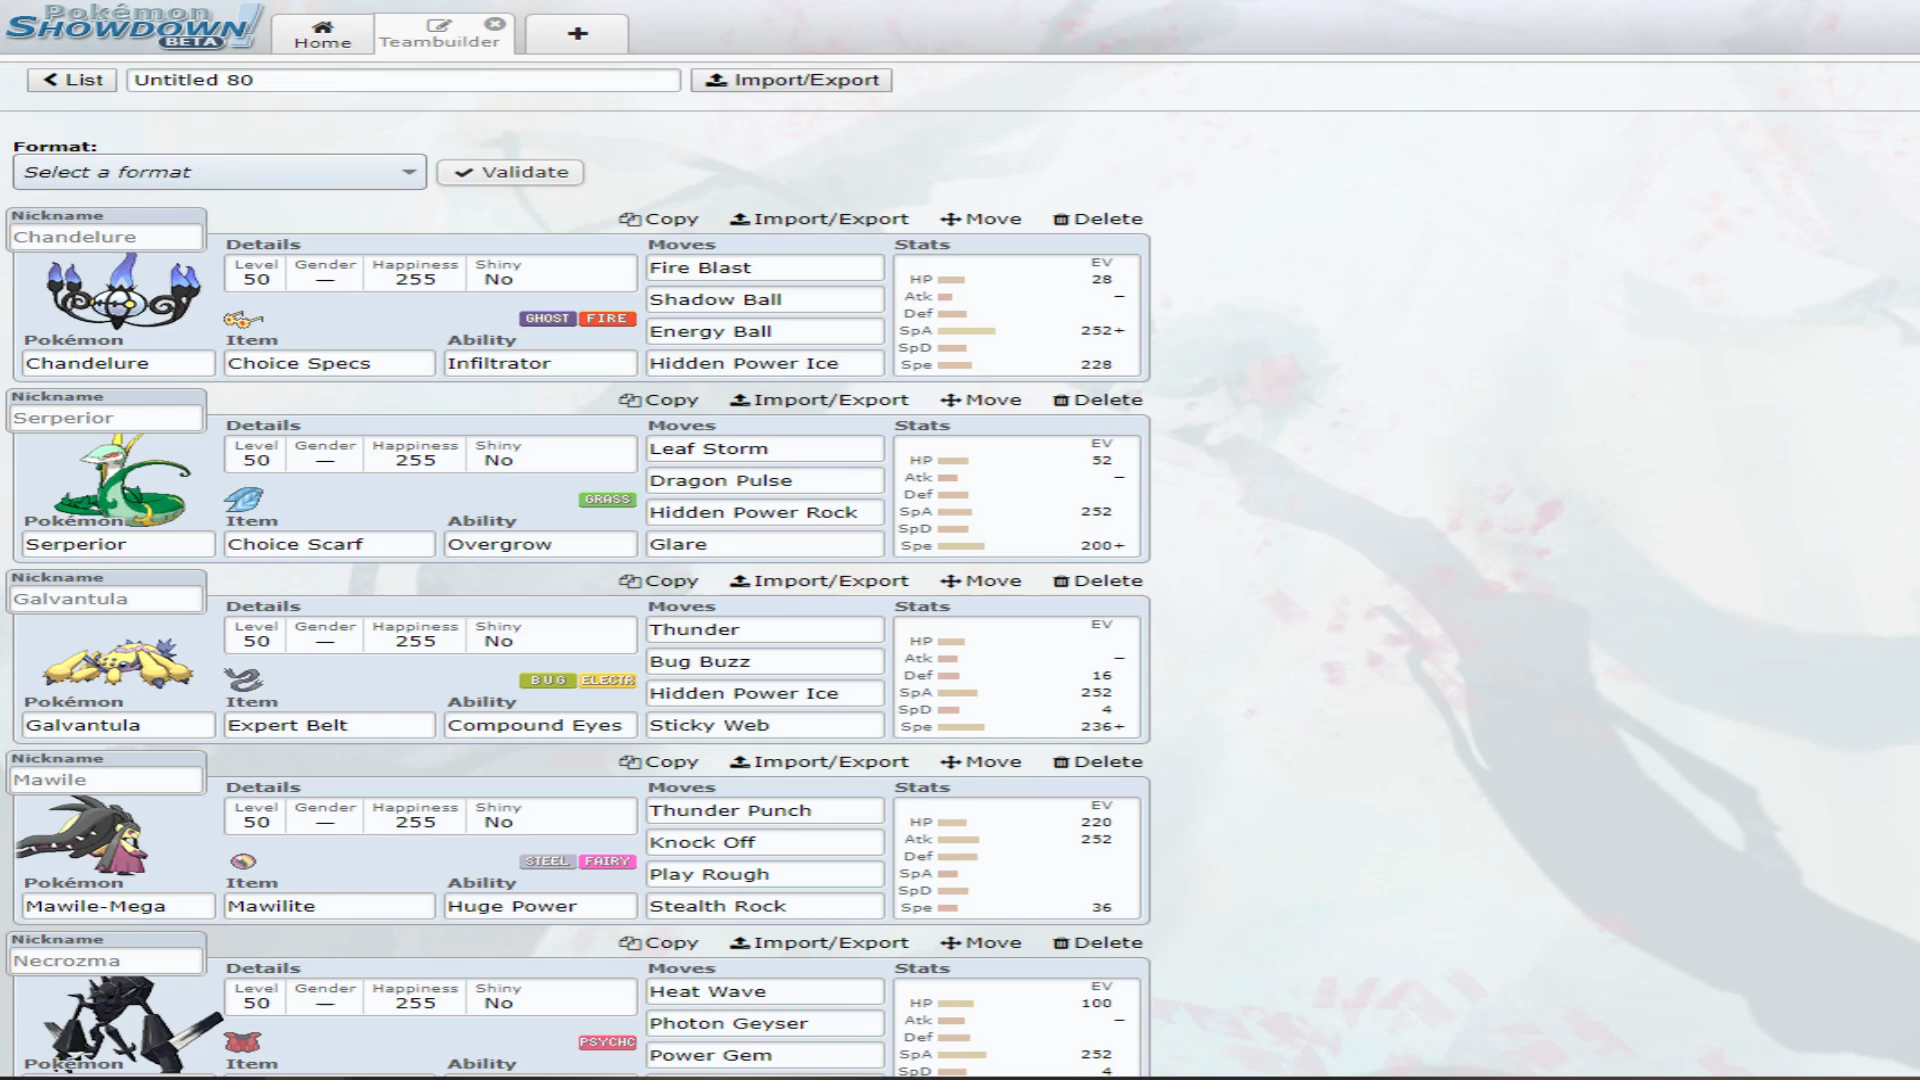 Pokémon
SHOWDOWN!
BETA
Home
Teambuilder
+
List
Untitled 80
Import/Export
Format:
Select a format
Validate
Nickname
Chandelure
Copy Import/Export Move Delete
Details Moves Stats
Level Gender Happiness Shiny
50 — 255 No
Fire Blast
Shadow Ball
Energy Ball
Hidden Power Ice
EV
HP 28
Atk –
Def
SpA 252+
SpD
Spe 228
GHOST FIRE
Pokémon Item Ability
Chandelure Choice Specs Infiltrator
Nickname
Serperior
Copy Import/Export Move Delete
Details Moves Stats
Level Gender Happiness Shiny
50 — 255 No
Leaf Storm
Dragon Pulse
Hidden Power Rock
Glare
EV
HP 52
Atk –
Def
SpA 252
SpD
Spe 200+
GRASS
Pokémon Item Ability
Serperior Choice Scarf Overgrow
Nickname
Galvantula
Copy Import/Export Move Delete
Details Moves Stats
Level Gender Happiness Shiny
50 — 255 No
Thunder
Bug Buzz
Hidden Power Ice
Sticky Web
EV
HP
Atk –
Def 16
SpA 252
SpD 4
Spe 236+
BUG ELECTR
Pokémon Item Ability
Galvantula Expert Belt Compound Eyes
Nickname
Mawile
Copy Import/Export Move Delete
Details Moves Stats
Level Gender Happiness Shiny
50 — 255 No
Thunder Punch
Knock Off
Play Rough
Stealth Rock
EV
HP 220
Atk 252
Def
SpA
SpD
Spe 36
STEEL FAIRY
Pokémon Item Ability
Mawile-Mega Mawilite Huge Power
Nickname
Necrozma
Copy Import/Export Move Delete
Details Moves Stats
Level Gender Happiness Shiny
50 — 255 No
Heat Wave
Photon Geyser
Power Gem
EV
HP 100
Atk –
Def
SpA 252
SpD 4
PSYCHC
Pokémon Item Ability